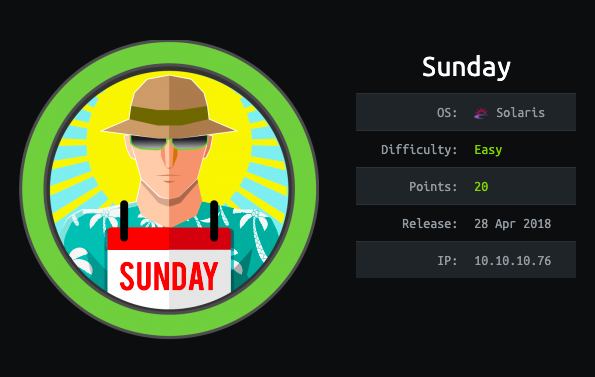 SUNDAY
Sunday
OS: Solaris
Difficulty: Easy
Points: 20
Release: 28 Apr 2018
IP: 10.10.10.76